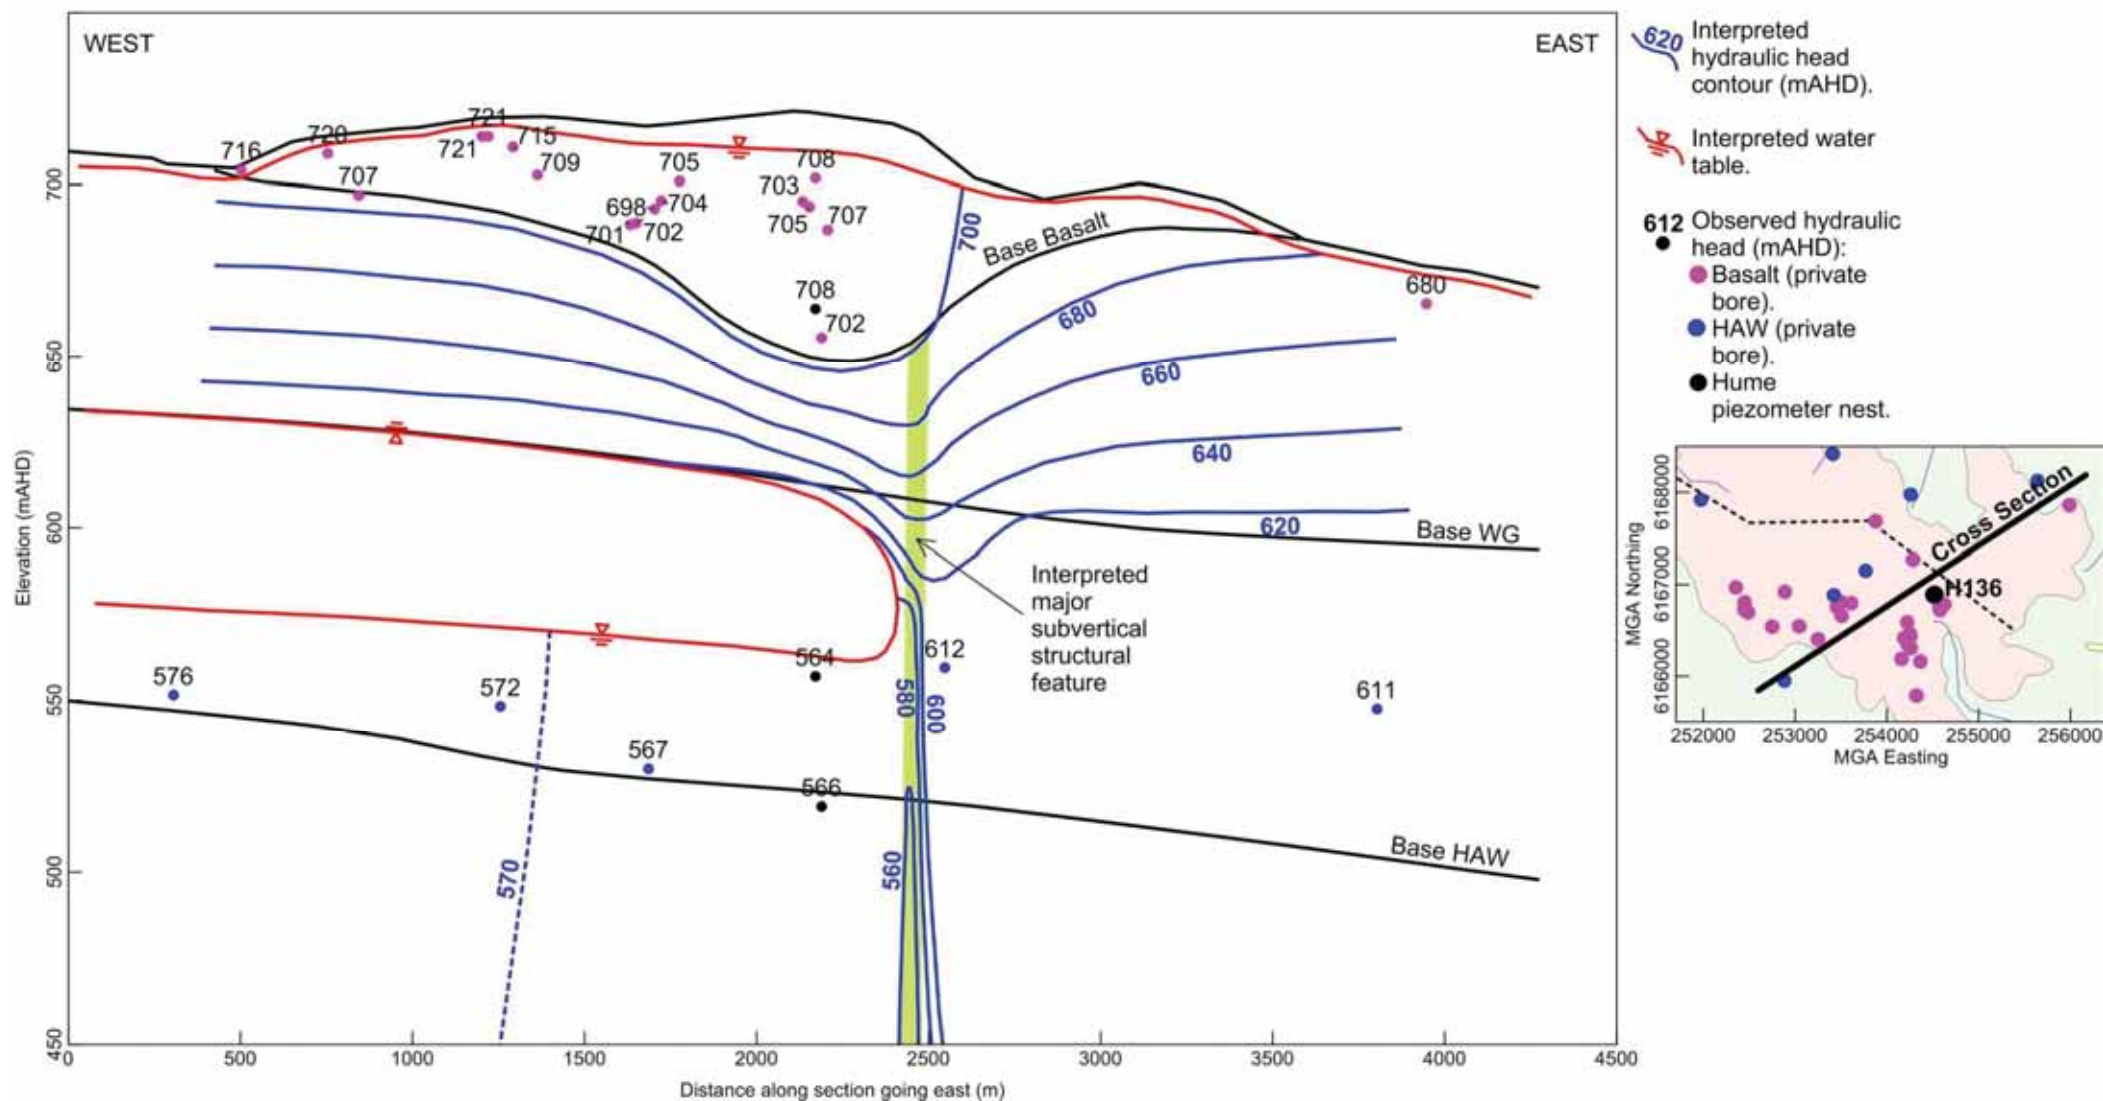 WEST
EAST
721
720
721
715
716
709
705
708
707
703
698
704
705
707
701
702
700
Base Basalt
708
702
680
680
660
640
620
Base WG
Interpreted
major
subvertical
structural
feature
564
612
576
572
580
600
611
567
566
560
570
Base HAW
700
650
600
550
500
450
Elevation (mAHD)
0
500
1000
1500
2000
2500
3000
3500
4000
4500
Distance along section going east (m)
620
Interpreted
hydraulic head
contour (mAHD).
Interpreted water
table.
612 Observed hydraulic
head (mAHD):
Basalt (private
bore).
HAW (private
bore).
Hume
piezometer nest.
Cross Section
H136
6168000
6167000
6166000
MGA Northing
252000
253000
254000
255000
256000
MGA Easting